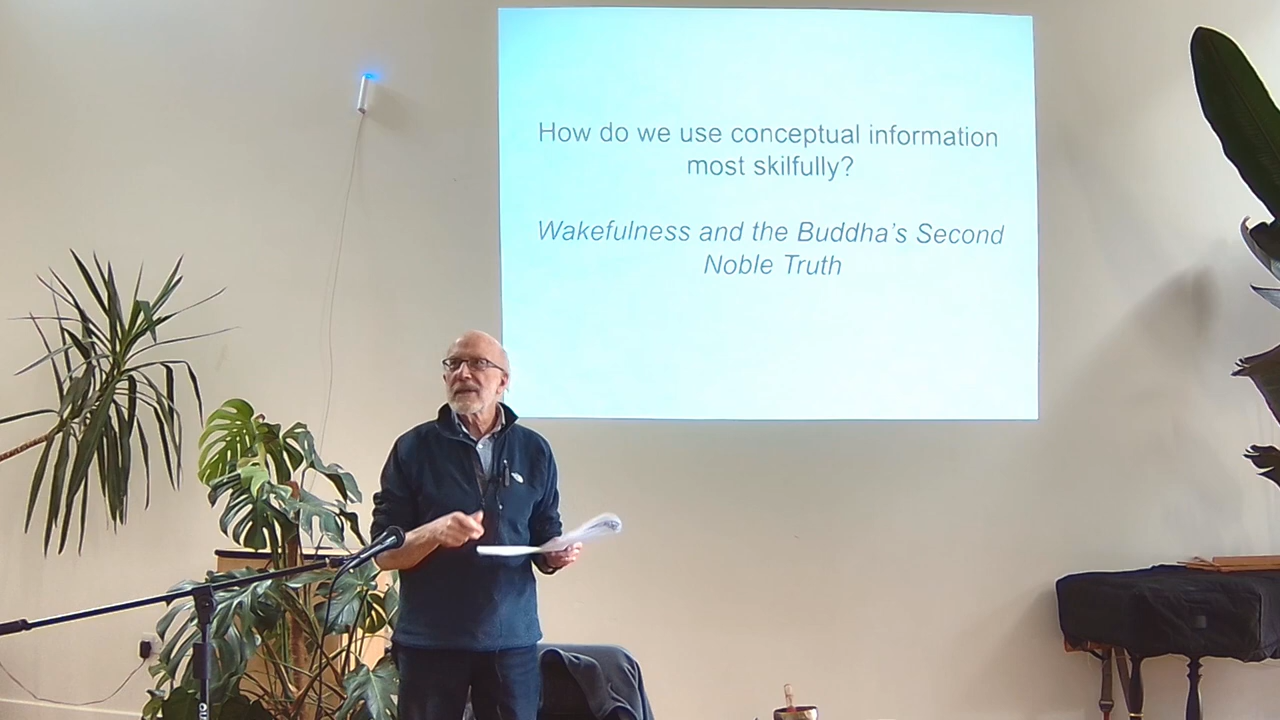 How do we use conceptual information
most skilfully?
Wakefulness and the Buddha's Second
Noble Truth